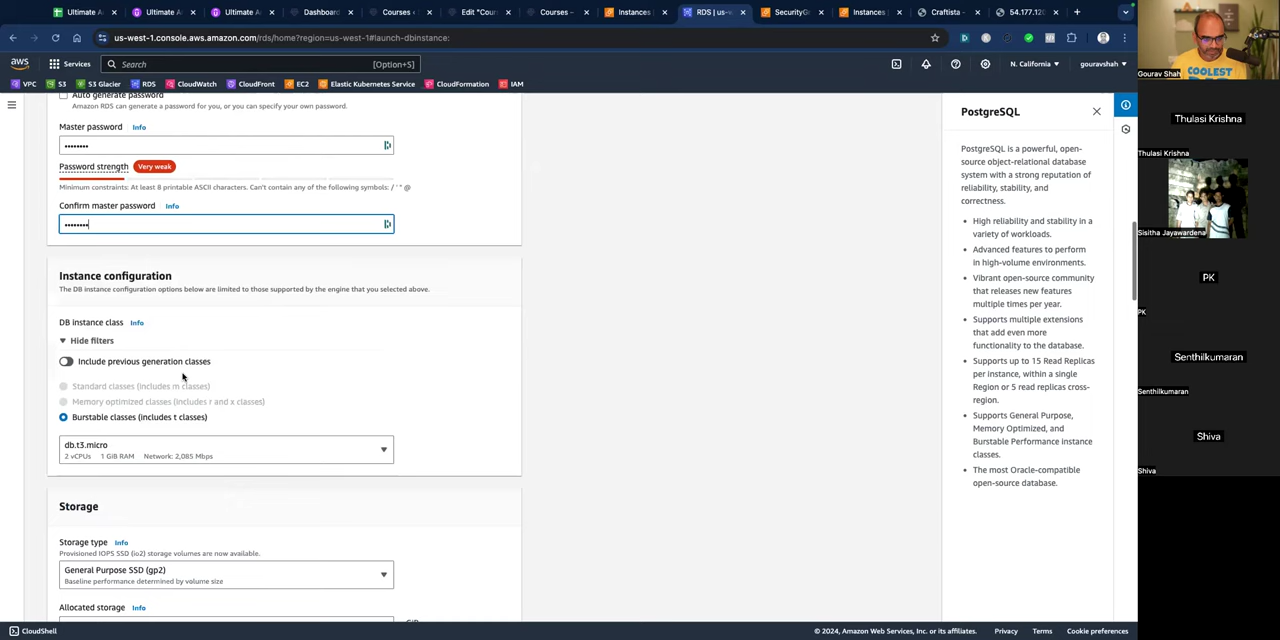 Ultimate A
Ultimate Ar
Ultimate Ar
Dashboard
Courses ‹
Edit "Cour
Courses –
Instances |
RDS | us-w
SecurityGr
Instances |
Craftista –
54.177.120
us-west-1.console.aws.amazon.com/rds/home?region=us-west-1#launch-dbinstance:
aws
Services
Search
[Option+S]
N. California
gouravshah
VPC
S3
S3 Glacier
RDS
CloudWatch
CloudFront
EC2
Elastic Kubernetes Service
CloudFormation
IAM
Auto generate password
Amazon RDS can generate a password for you, or you can specify your own password.
Master password
Info
••••••••
Password strength
Very weak
Minimum constraints: At least 8 printable ASCII characters. Can't contain any of the following symbols: / ' " @
Confirm master password
Info
••••••••
Instance configuration
The DB instance configuration options below are limited to those supported by the engine that you selected above.
DB instance class
Info
Hide filters
Include previous generation classes
Standard classes (includes m classes)
Memory optimized classes (includes r and x classes)
Burstable classes (includes t classes)
db.t3.micro
2 vCPUs 1 GiB RAM Network: 2,085 Mbps
Storage
Storage type
Info
Provisioned IOPS SSD (io2) storage volumes are now available.
General Purpose SSD (gp2)
Baseline performance determined by volume size
Allocated storage
Info
GiB
PostgreSQL
PostgreSQL is a powerful, open-
source object-relational database
system with a strong reputation of
reliability, stability, and
correctness.
High reliability and stability in a
variety of workloads.
Advanced features to perform
in high-volume environments.
Vibrant open-source community
that releases new features
multiple times per year.
Supports multiple extensions
that add even more
functionality to the database.
Supports up to 15 Read Replicas
per instance, within a single
Region or 5 read replicas cross-
region.
Supports General Purpose,
Memory Optimized, and
Burstable Performance instance
classes.
The most Oracle-compatible
open-source database.
CloudShell
© 2024, Amazon Web Services, Inc. or its affiliates.
Privacy
Terms
Cookie preferences
COOLEST
Gourav Shah
Thulasi Krishna
Thulasi Krishna
Sisitha Jayawardena
PK
PK
Senthilkumaran
Senthilkumaran
Shiva
Shiva